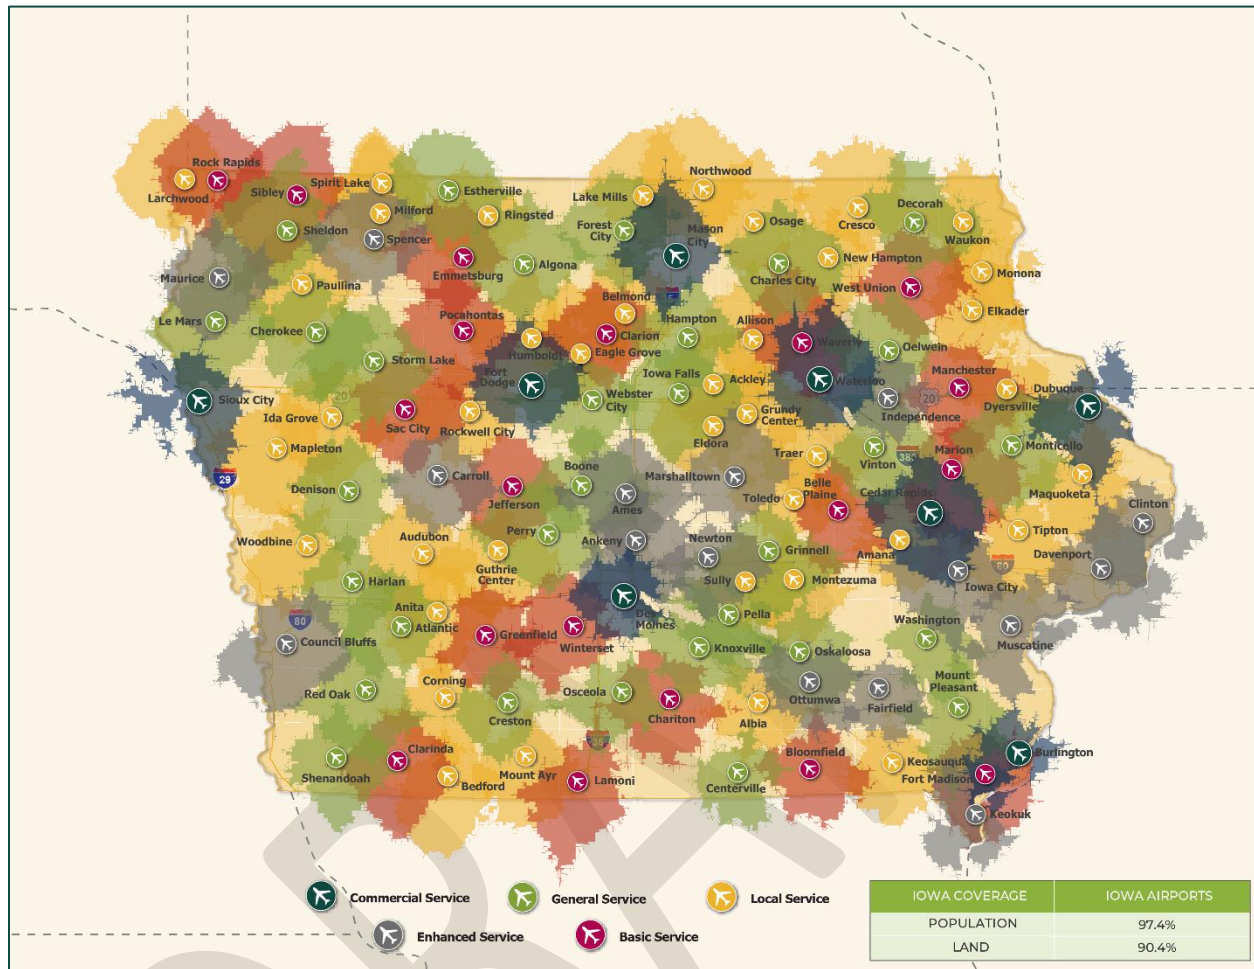 Rock Rapids
Larchwood
Sibley
Spirit Lake
Estherville
Milford
Ringsted
Sheldon
Spencer
Lake Mills
Northwood
Forest
City
Mason
City
Osage
Cresco
Decorah
Waukon
Maurice
Paullina
Emmetsburg
Algona
Charles City
New Hampton
West Union
Monona
Elkader
Le Mars
Cherokee
Pocahontas
Belmond
Humboldt
Clarion
Eagle Grove
Hampton
Allison
Waverly
Oelwein
Storm Lake
Fort
Dodge
Webster
City
Iowa Falls
Ackley
Waterloo
Independence
Manchester
20
Dyersville
Dubuque
Sioux City
20
Ida Grove
Sac City
Rockwell City
Eldora
Grundy
Center
Mapleton
29
Denison
Carroll
Jefferson
Boone
Ames
Marshalltown
Traer
Toledo
Belle
Plaine
Vinton
380
Marion
Cedar Rapids
Monticello
Maquoketa
Clinton
Woodbine
Audubon
Guthrie
Center
Perry
Ankeny
Newton
Sully
Grinnell
Montezuma
Amana
Iowa City
Tipton
80
Davenport
Harlan
80
Council Bluffs
Anita
Atlantic
Greenfield
Winterset
Des
Moines
Pella
Knoxville
Oskaloosa
Washington
Muscatine
Red Oak
Corning
Creston
Osceola
Chariton
Albia
Ottumwa
Fairfield
Mount
Pleasant
Shenandoah
Clarinda
Bedford
Mount Ayr
35
Lamoni
Centerville
Bloomfield
Keosauqua
Fort Madison
Burlington
Keokuk
Commercial Service
General Service
Local Service
Enhanced Service
Basic Service
IOWA COVERAGE IOWA AIRPORTS
POPULATION 97.4%
LAND 90.4%